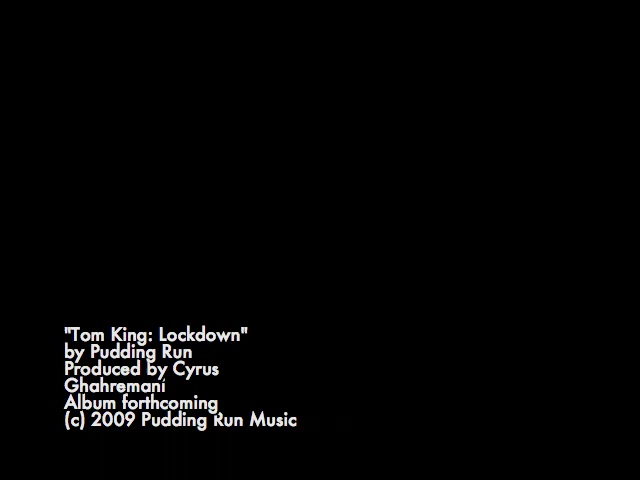 "Tom King: Lockdown"
by Pudding Run
Produced by Cyrus
Ghahremani
Album forthcoming
(c) 2009 Pudding Run Music